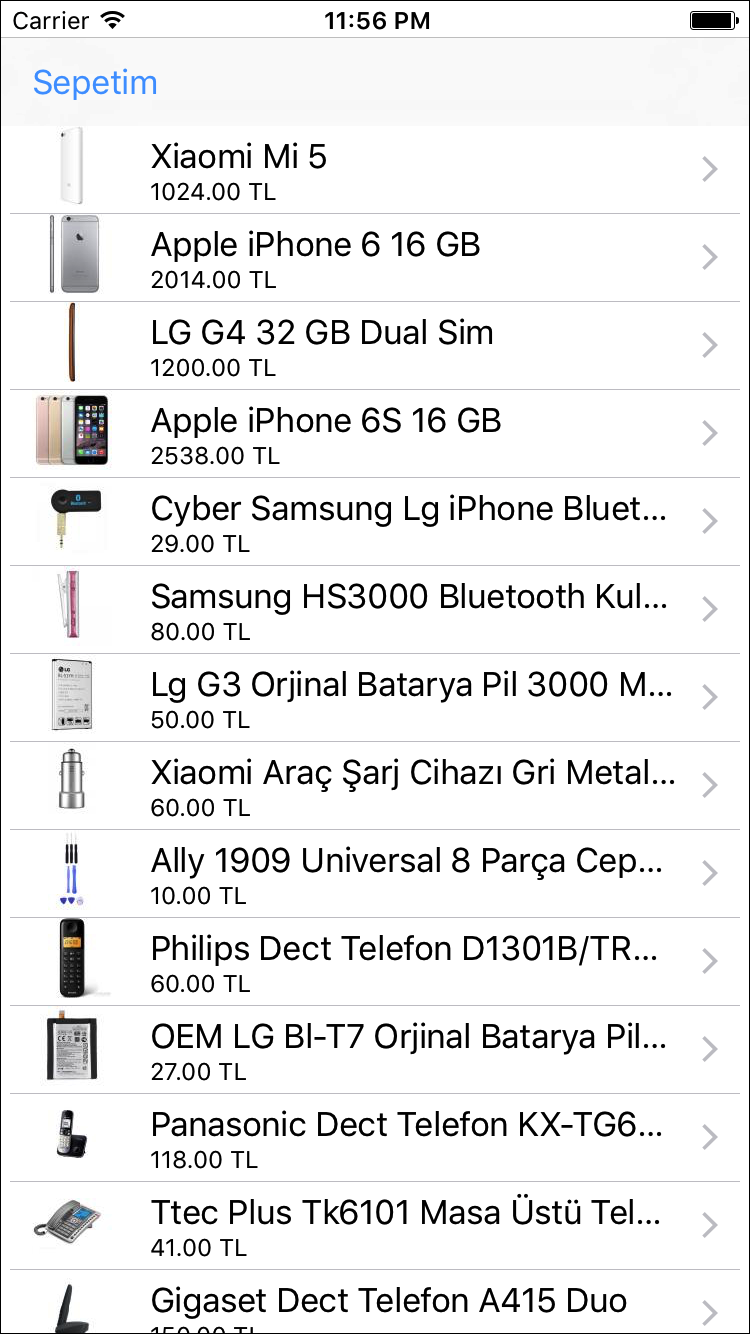 Carrier 11:56 PM
Sepetim
Xiaomi Mi 5
1024.00 TL
Apple iPhone 6 16 GB
2014.00 TL
LG G4 32 GB Dual Sim
1200.00 TL
Apple iPhone 6S 16 GB
2538.00 TL
Cyber Samsung Lg iPhone Bluet...
29.00 TL
Samsung HS3000 Bluetooth Kul...
80.00 TL
Lg G3 Orjinal Batarya Pil 3000 M...
50.00 TL
Xiaomi Araç Şarj Cihazı Gri Metal...
60.00 TL
Ally 1909 Universal 8 Parça Cep...
10.00 TL
Philips Dect Telefon D1301B/TR...
60.00 TL
OEM LG Bl-T7 Orjinal Batarya Pil...
27.00 TL
Panasonic Dect Telefon KX-TG6...
118.00 TL
Ttec Plus Tk6101 Masa Üstü Tel...
41.00 TL
Gigaset Dect Telefon A415 Duo
150.00 TL